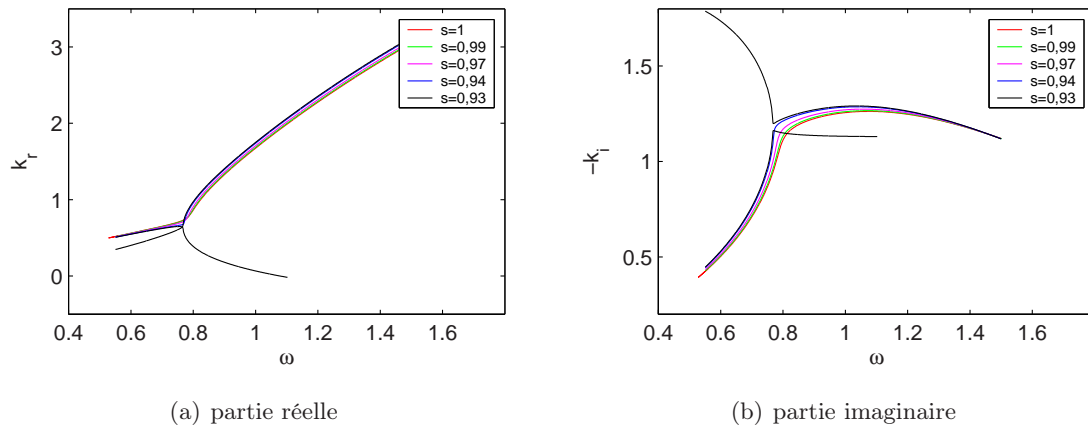 3
2
1
0
k_r
0.4 0.6 0.8 1 1.2 1.4 1.6
ω
s=1
s=0,99
s=0,97
s=0,94
s=0,93
(a) partie réelle
1.5
1
0.5
−k_i
0.4 0.6 0.8 1 1.2 1.4 1.6
ω
s=1
s=0,99
s=0,97
s=0,94
s=0,93
(b) partie imaginaire